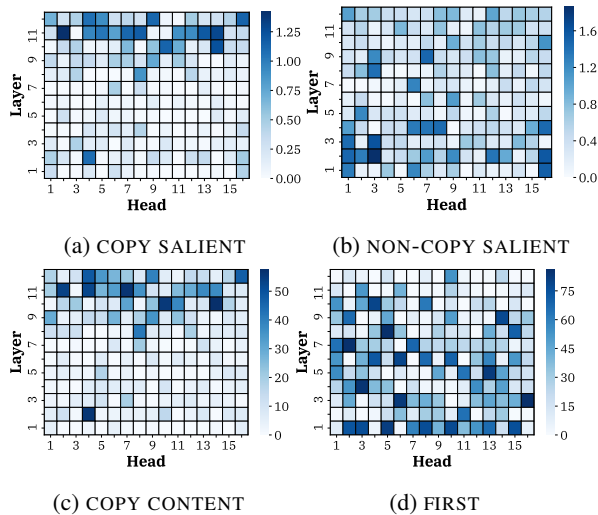 Layer
1 3 5 7 9 11
1 3 5 7 9 11 13 15
Head
0.00 0.25 0.50 0.75 1.00 1.25
(a) COPY SALIENT
Layer
1 3 5 7 9 11
1 3 5 7 9 11 13 15
Head
0.0 0.4 0.8 1.2 1.6
(b) NON-COPY SALIENT
Layer
1 3 5 7 9 11
1 3 5 7 9 11 13 15
Head
0 10 20 30 40 50
(c) COPY CONTENT
Layer
1 3 5 7 9 11
1 3 5 7 9 11 13 15
Head
0 15 30 45 60 75
(d) FIRST